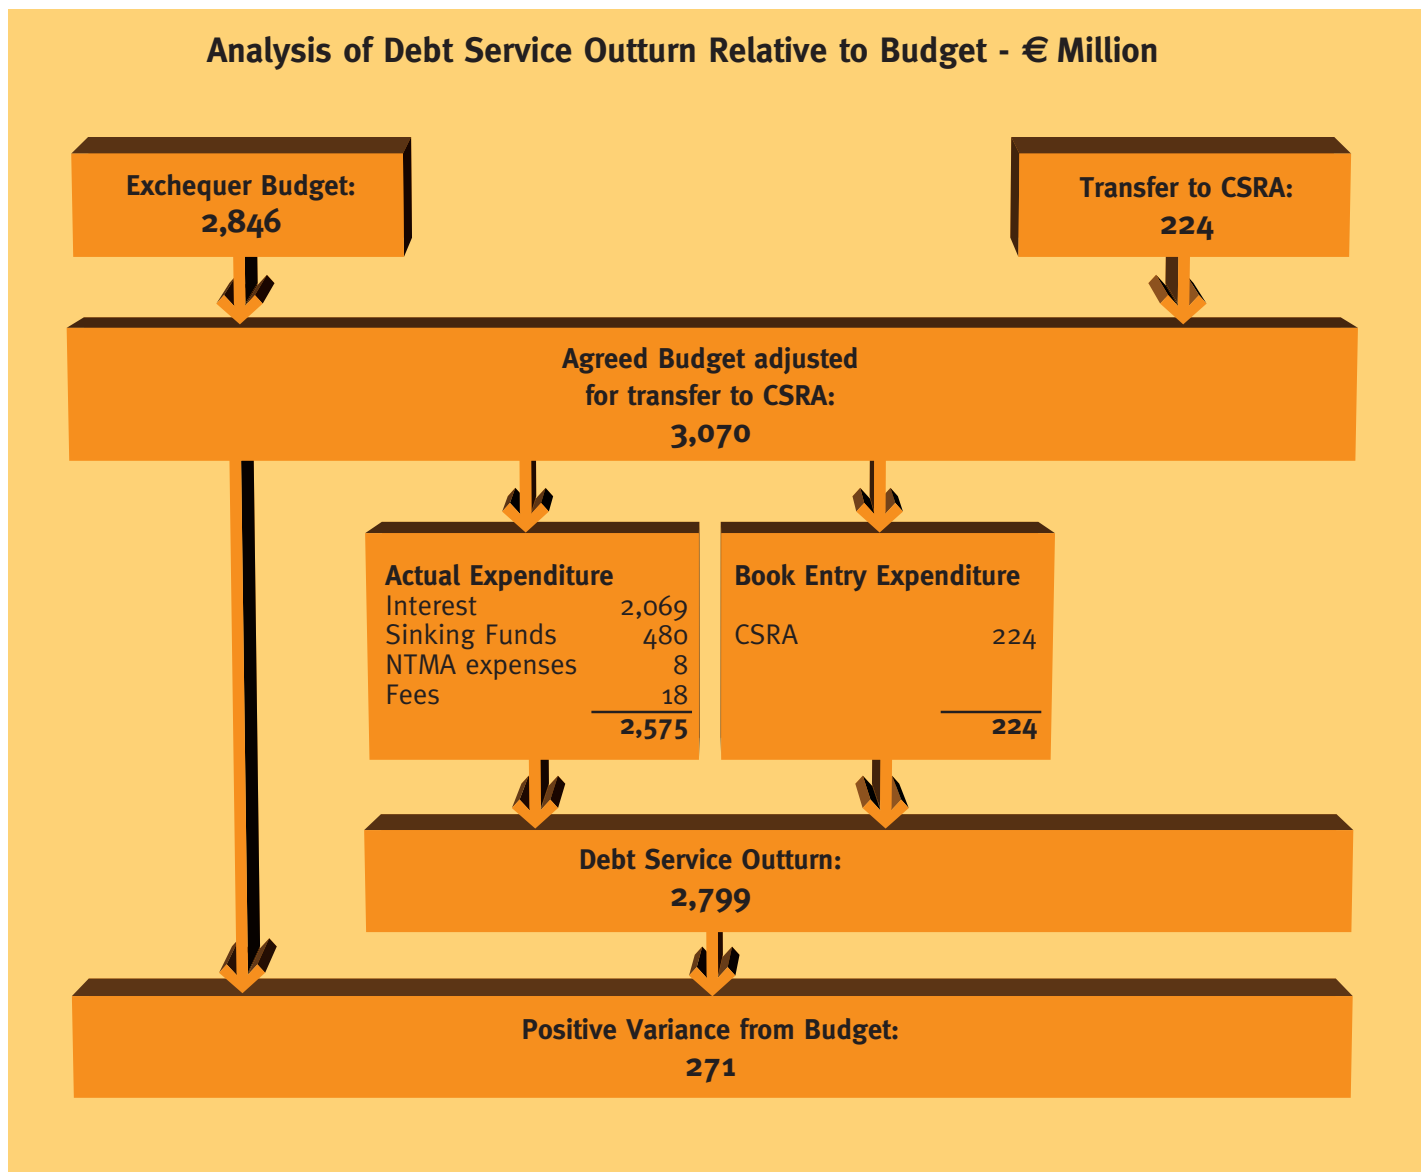 Analysis of Debt Service Outturn Relative to Budget - € Million
Exchequer Budget:
2,846
Transfer to CSRA:
224
Agreed Budget adjusted
for transfer to CSRA:
3,070
Actual Expenditure
Interest 2,069
Sinking Funds 480
NTMA expenses 8
Fees 18
2,575
Book Entry Expenditure
CSRA 224
224
Debt Service Outturn:
2,799
Positive Variance from Budget:
271